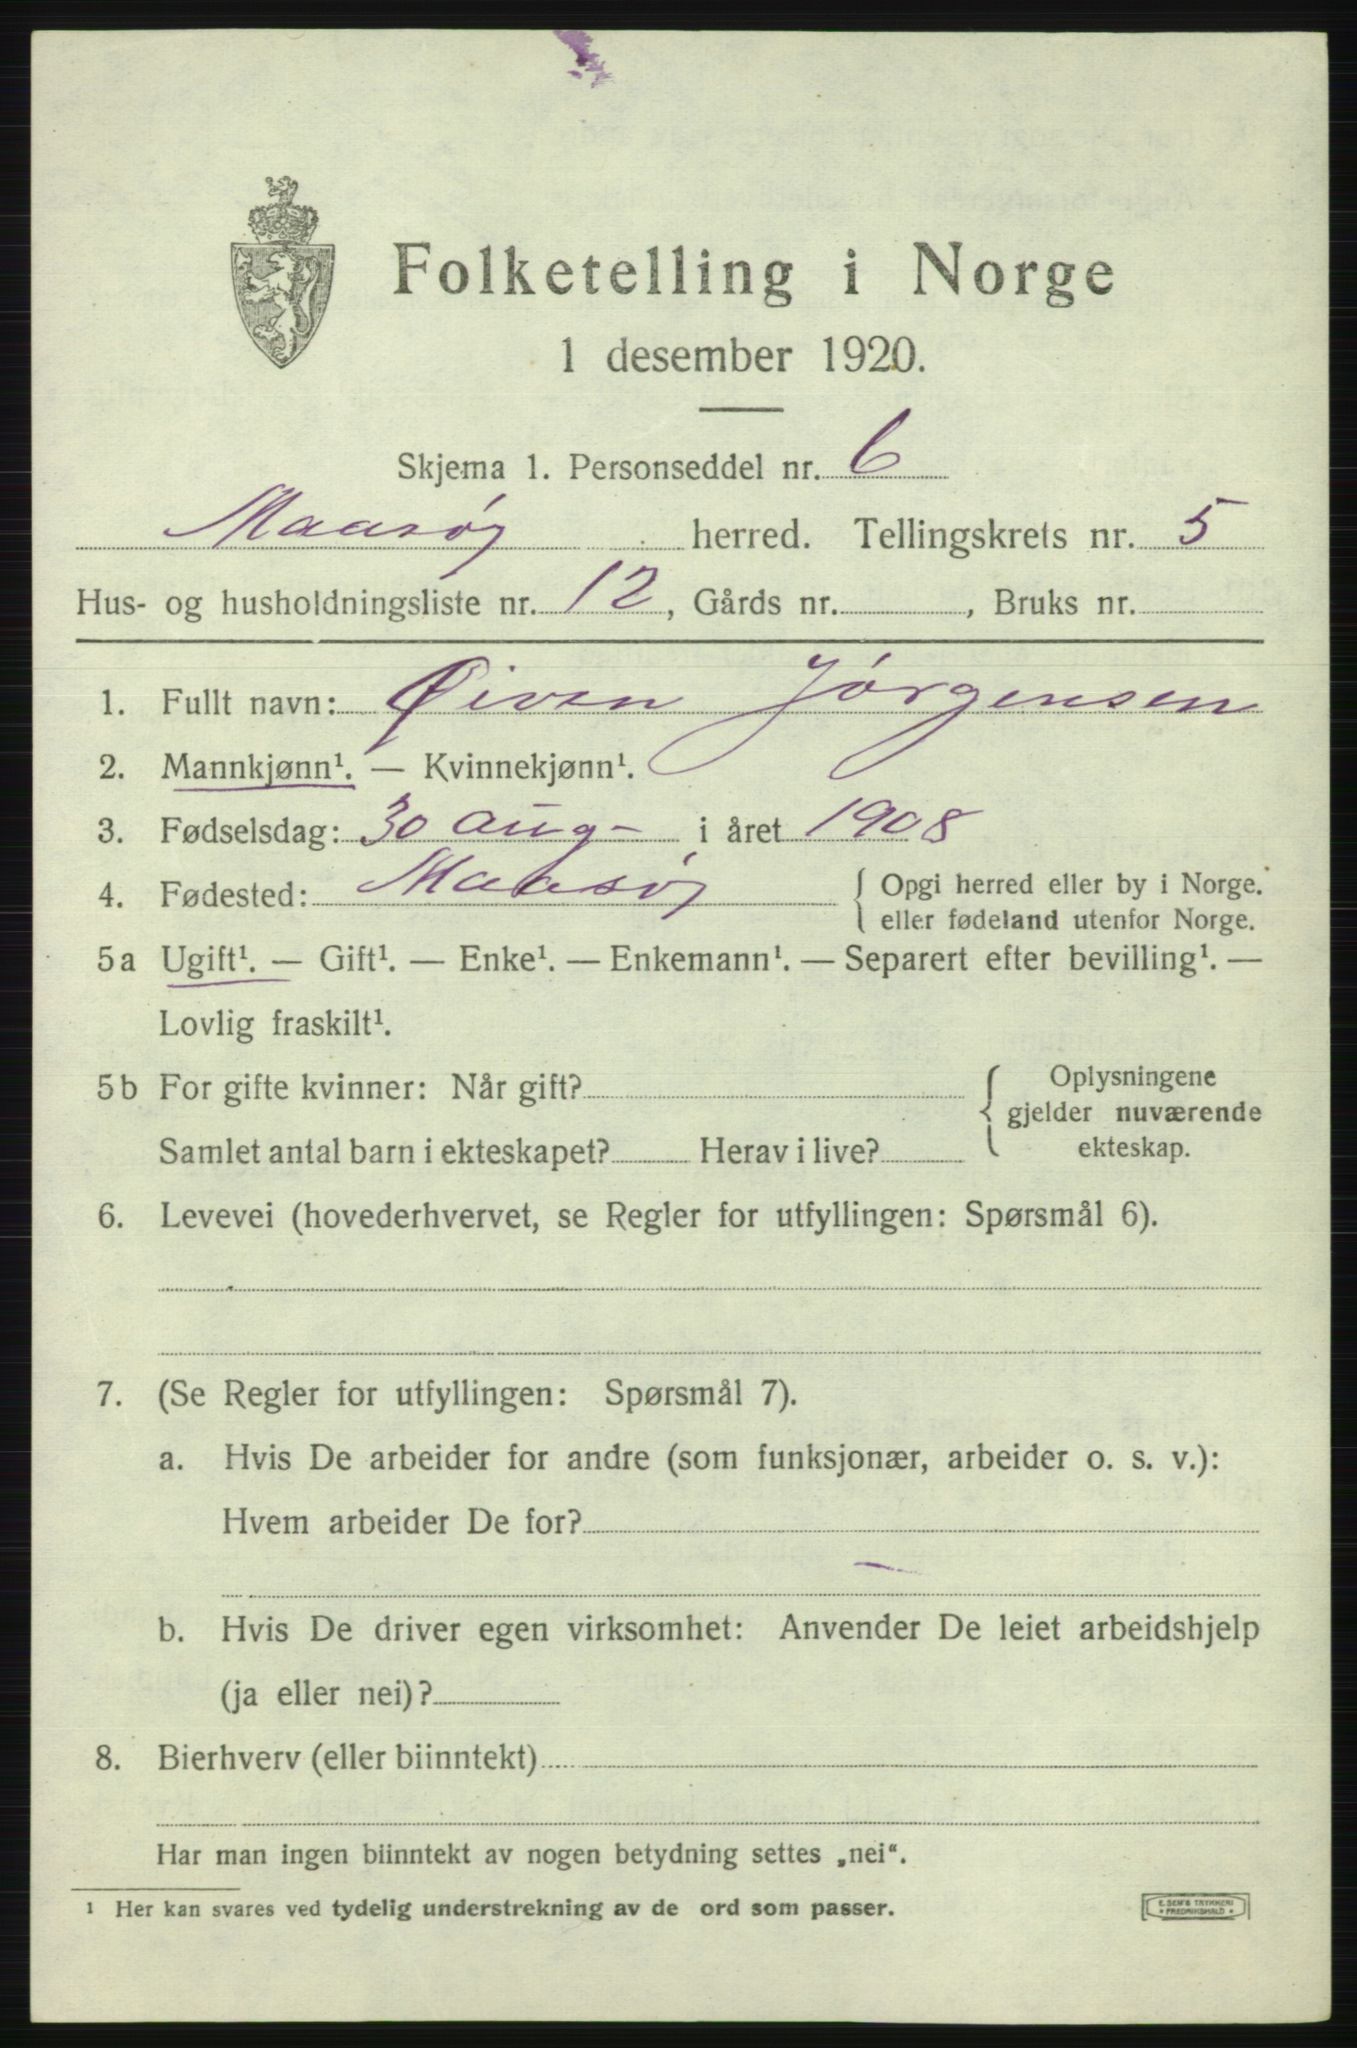 Folketelling i Norge
1 desember 1920.
Skjema 1. Personseddel nr. 6
Maasøy herred. Tellingskrets nr. 5
Hus- og husholdningsliste nr. 12, Gårds nr. , Bruks nr.
1. Fullt navn: Øiven Jørgensen
2. Mannkjønn¹. — Kvinnekjønn¹.
3. Fødselsdag: 30 aug- i året 1908
4. Fødested: Maasøy { Opgi herred eller by i Norge.
eller fødeland utenfor Norge.
5a Ugift¹. — Gift¹. — Enke¹. — Enkemann¹. — Separert efter bevilling¹. —
Lovlig fraskilt¹.
5b For gifte kvinner: Når gift? { Oplysningene
gjelder nuværende
Samlet antal barn i ekteskapet? Herav i live? ekteskap.
6. Levevei (hovederhvervet, se Regler for utfyllingen: Spørsmål 6).
7. (Se Regler for utfyllingen: Spørsmål 7).
a. Hvis De arbeider for andre (som funksjonær, arbeider o. s. v.):
Hvem arbeider De for?
b. Hvis De driver egen virksomhet: Anvender De leiet arbeidshjelp
(ja eller nei)?
8. Bierhverv (eller biinntekt)
Har man ingen biinntekt av nogen betydning settes „nei“.
¹ Her kan svares ved tydelig understrekning av de ord som passer.
E. SEM'S TRYKKERI
• FREDRIKSHALD •